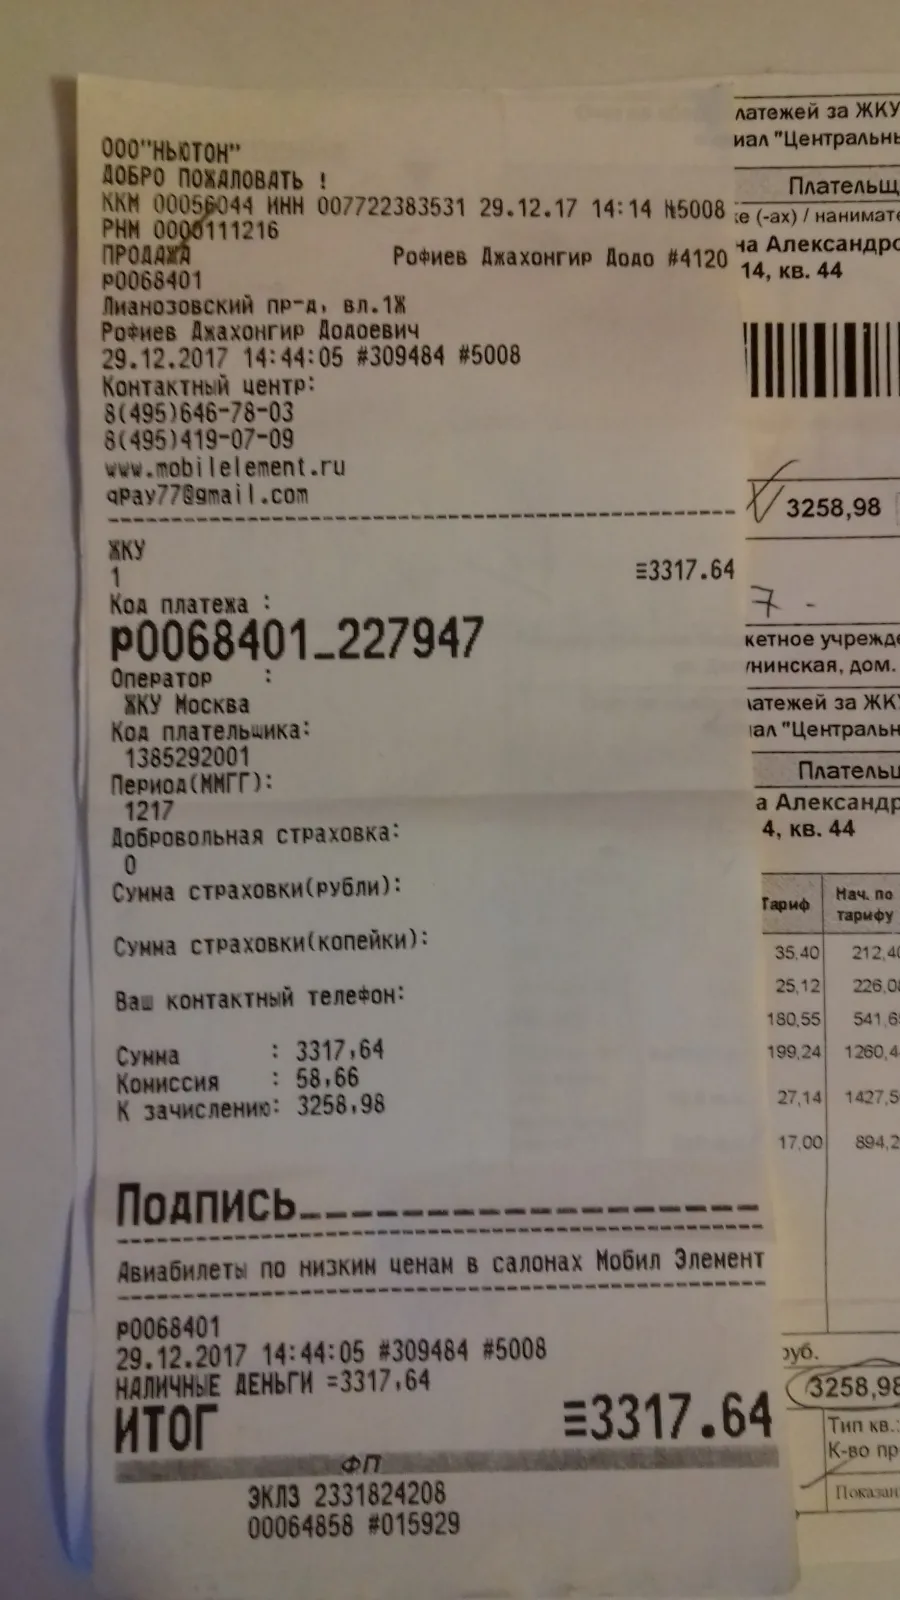 ООО"НЬЮТОН"
ДОБРО ПОЖАЛОВАТЬ !
ККМ 00056044 ИНН 007722383531 29.12.17 14:14 №5008
РНМ 0000111216
ПРОДАЖА Рофиев Джахонгир Додо #4120
р0068401
Лианозовский пр-д, вл.1Ж
Рофиев Джахонгир Додоевич
29.12.2017 14:44:05 #309484 #5008
Контактный центр:
8(495)646-78-03
8(495)419-07-09
www.mobilelement.ru
qPay77@gmail.com
ЖКУ
1 ≡3317.64
Код платежа :
р0068401_227947
Оператор :
ЖКУ Москва
Код плательщика:
1385292001
Период(ММГГ):
1217
Добровольная страховка:
0
Сумма страховки(рубли):
Сумма страховки(копейки):
Ваш контактный телефон:
Сумма : 3317,64
Комиссия : 58,66
К зачислению: 3258,98
Подпись
Авиабилеты по низким ценам в салонах Мобил Элемент
р0068401
29.12.2017 14:44:05 #309484 #5008
НАЛИЧНЫЕ ДЕНЬГИ =3317,64
ИТОГ ≡3317.64
ФП
ЭКЛЗ 2331824208
00064858 #015929
латежей за ЖКУ
иал "Центральны
Плательщ
ке (-ах) / нанимате
на Александро
14, кв. 44
3258,98
7 -
жетное учрежде
унинская, дом.
латежей за ЖК
ал "Центральн
Плательщ
а Александр
4, кв. 44
Тариф Нач. по
тарифу
35,40 212,40
25,12 226,08
180,55 541,6
199,24 1260,4
27,14 1427,5
17,00 894,2
руб.
3258,98
Тип кв.:
К-во пр
Показан